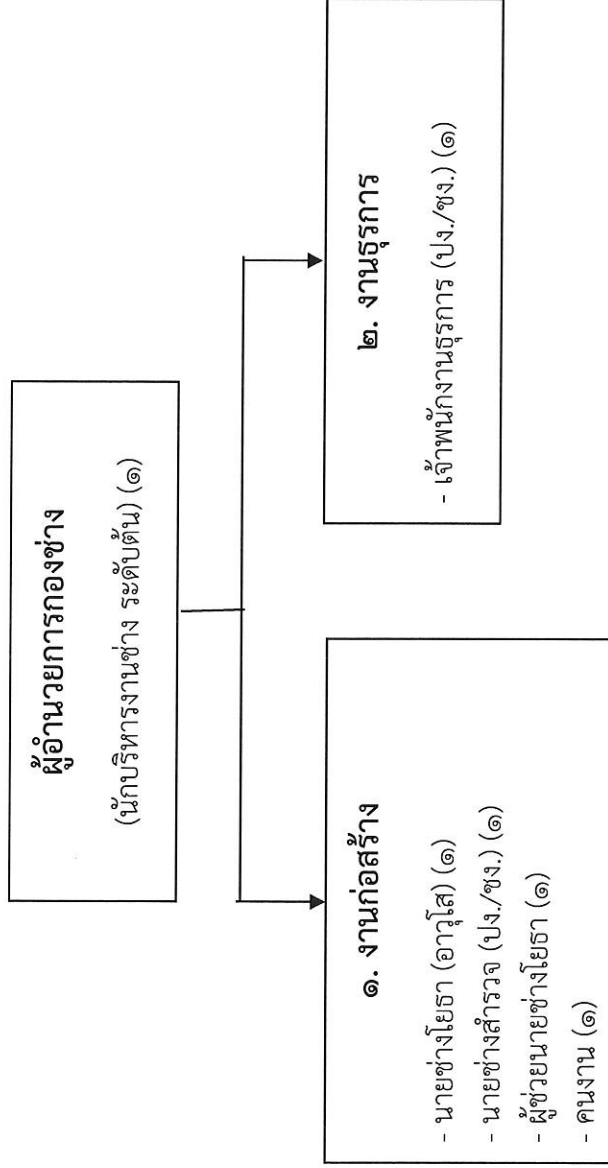 ผู้อำนวยการกองช่าง
(นักบริหารงานช่าง ระดับต้น) (๑)
๑. งานก่อสร้าง
- นายช่างโยธา (อาวุโส) (๑)
- นายช่างสำรวจ (ปง./ชง.) (๑)
- ผู้ช่วยนายช่างโยธา (๑)
- คนงาน (๑)
๒. งานธุรการ
- เจ้าพนักงานธุรการ (ปง./ชง.) (๑)